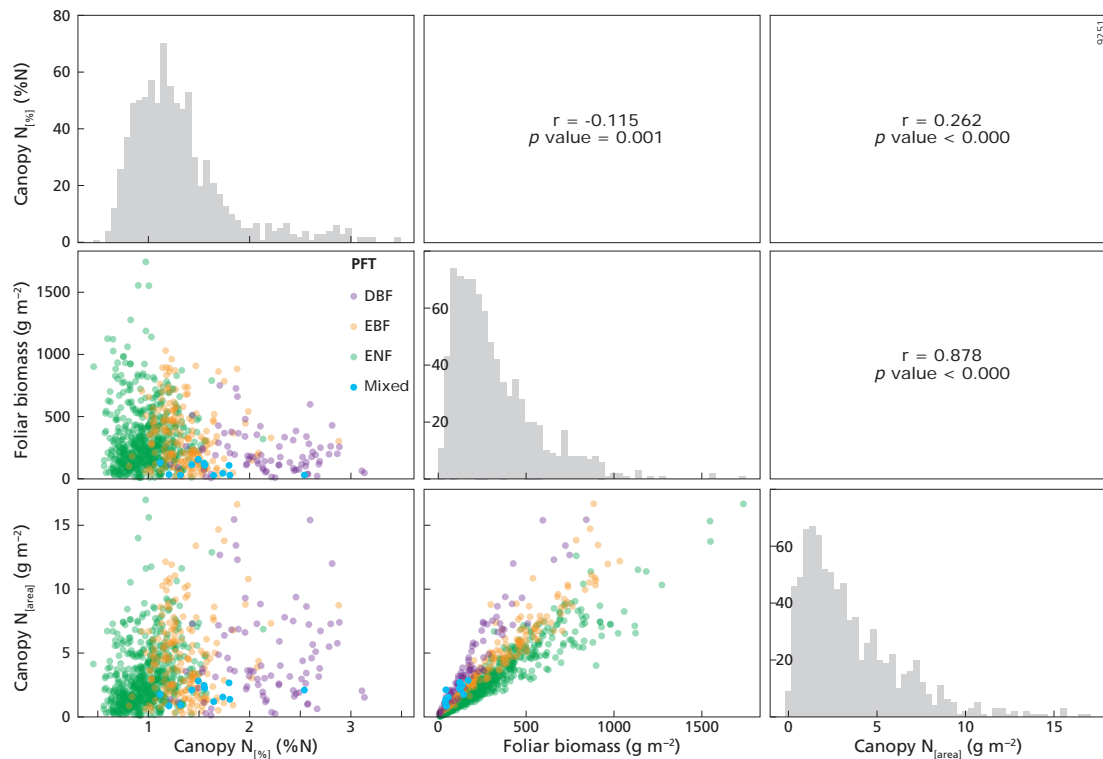 9251
80
60
40
20
0
Canopy N[%] (%N)
r = -0.115
p value = 0.001
r = 0.262
p value < 0.000
1500
1000
500
0
Foliar biomass (g m−2)
PFT
DBF
EBF
ENF
Mixed
60
40
20
r = 0.878
p value < 0.000
15
10
5
0
Canopy N[area] (g m−2)
60
40
20
1 2 3
Canopy N[%] (%N)
0 500 1000 1500
Foliar biomass (g m−2)
0 5 10 15
Canopy N[area] (g m−2)